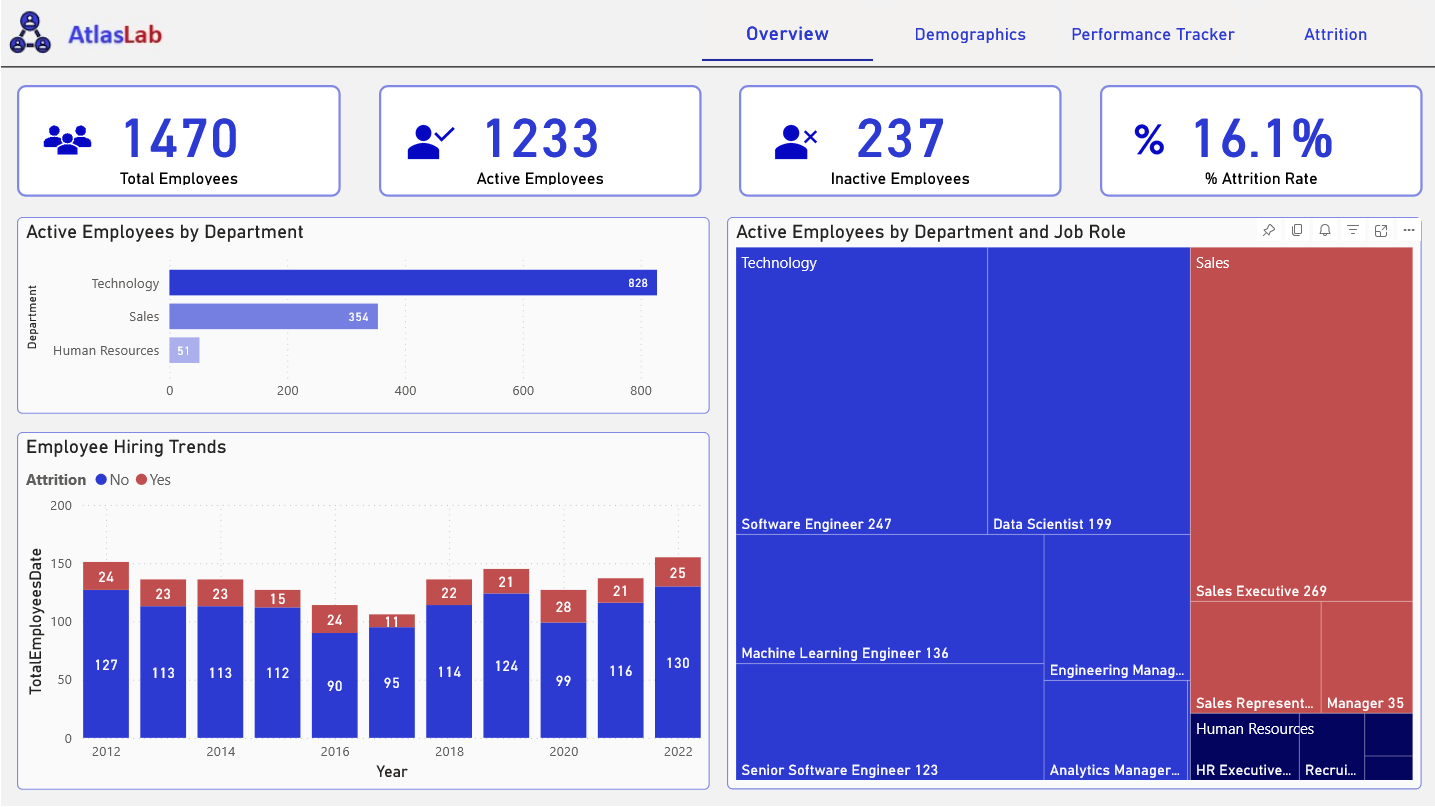 AtlasLab
Overview
Demographics
Performance Tracker
Attrition
1470
Total Employees
1233
Active Employees
237
Inactive Employees
%
16.1%
% Attrition Rate
Active Employees by Department
Department
Technology
828
Sales
354
Human Resources
51
0 200 400 600 800
Employee Hiring Trends
Attrition No Yes
TotalEmployeesDate
200
150
100
50
0
24 23 23 15 24 11 22 21 28 21 25
127 113 113 112 90 95 114 124 99 116 130
2012 2014 2016 2018 2020 2022
Year
Active Employees by Department and Job Role
Technology
Software Engineer 247
Data Scientist 199
Machine Learning Engineer 136
Engineering Manag...
Senior Software Engineer 123
Analytics Manager...
Sales
Sales Executive 269
Sales Represent...
Manager 35
Human Resources
HR Executive...
Recrui...